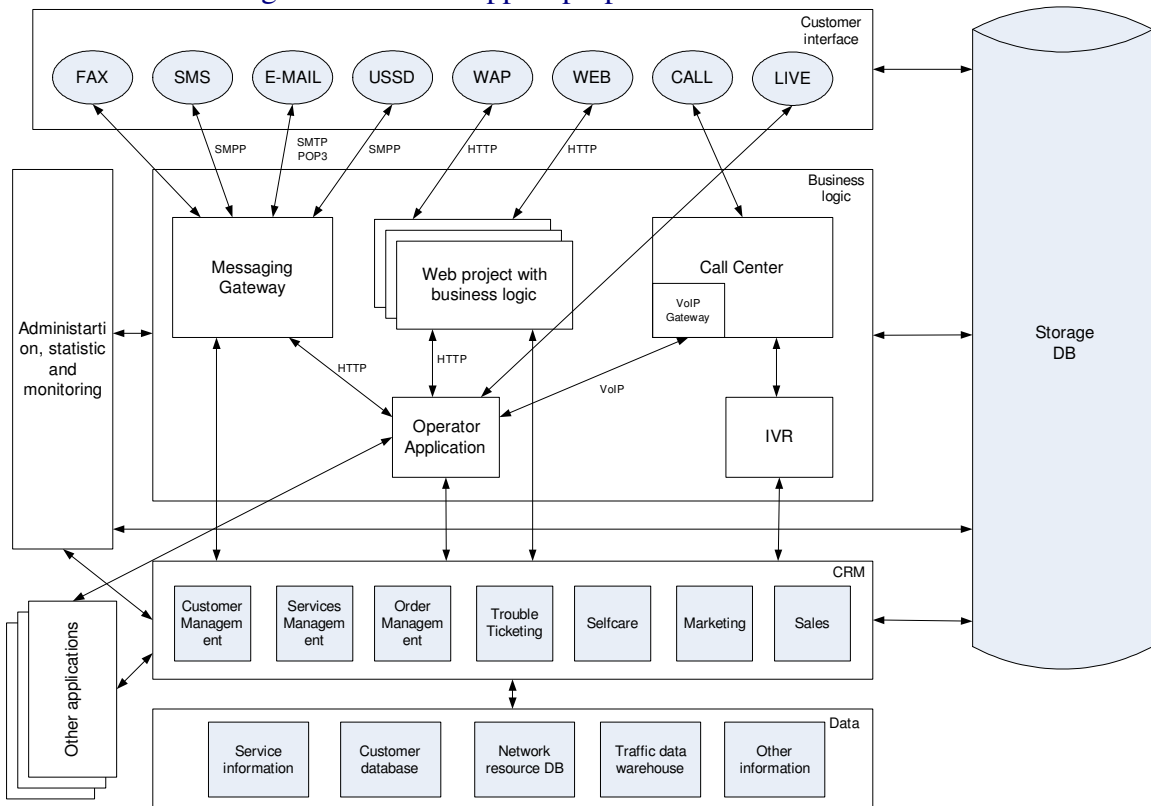 Customer
interface
FAX
SMS
E-MAIL
USSD
WAP
WEB
CALL
LIVE
SMPP
SMTP
POP3
SMPP
HTTP
HTTP
Business
logic
Messaging
Gateway
Web project with
business logic
Call Center
VoIP
Gateway
Administarti
on, statistic
and
monitoring
Storage
DB
HTTP
HTTP
VoIP
Operator
Application
IVR
CRM
Customer
Managem
ent
Services
Managem
ent
Order
Managem
ent
Trouble
Ticketing
Selfcare
Marketing
Sales
Other applications
Data
Service
information
Customer
database
Network
resource DB
Traffic data
warehouse
Other
information